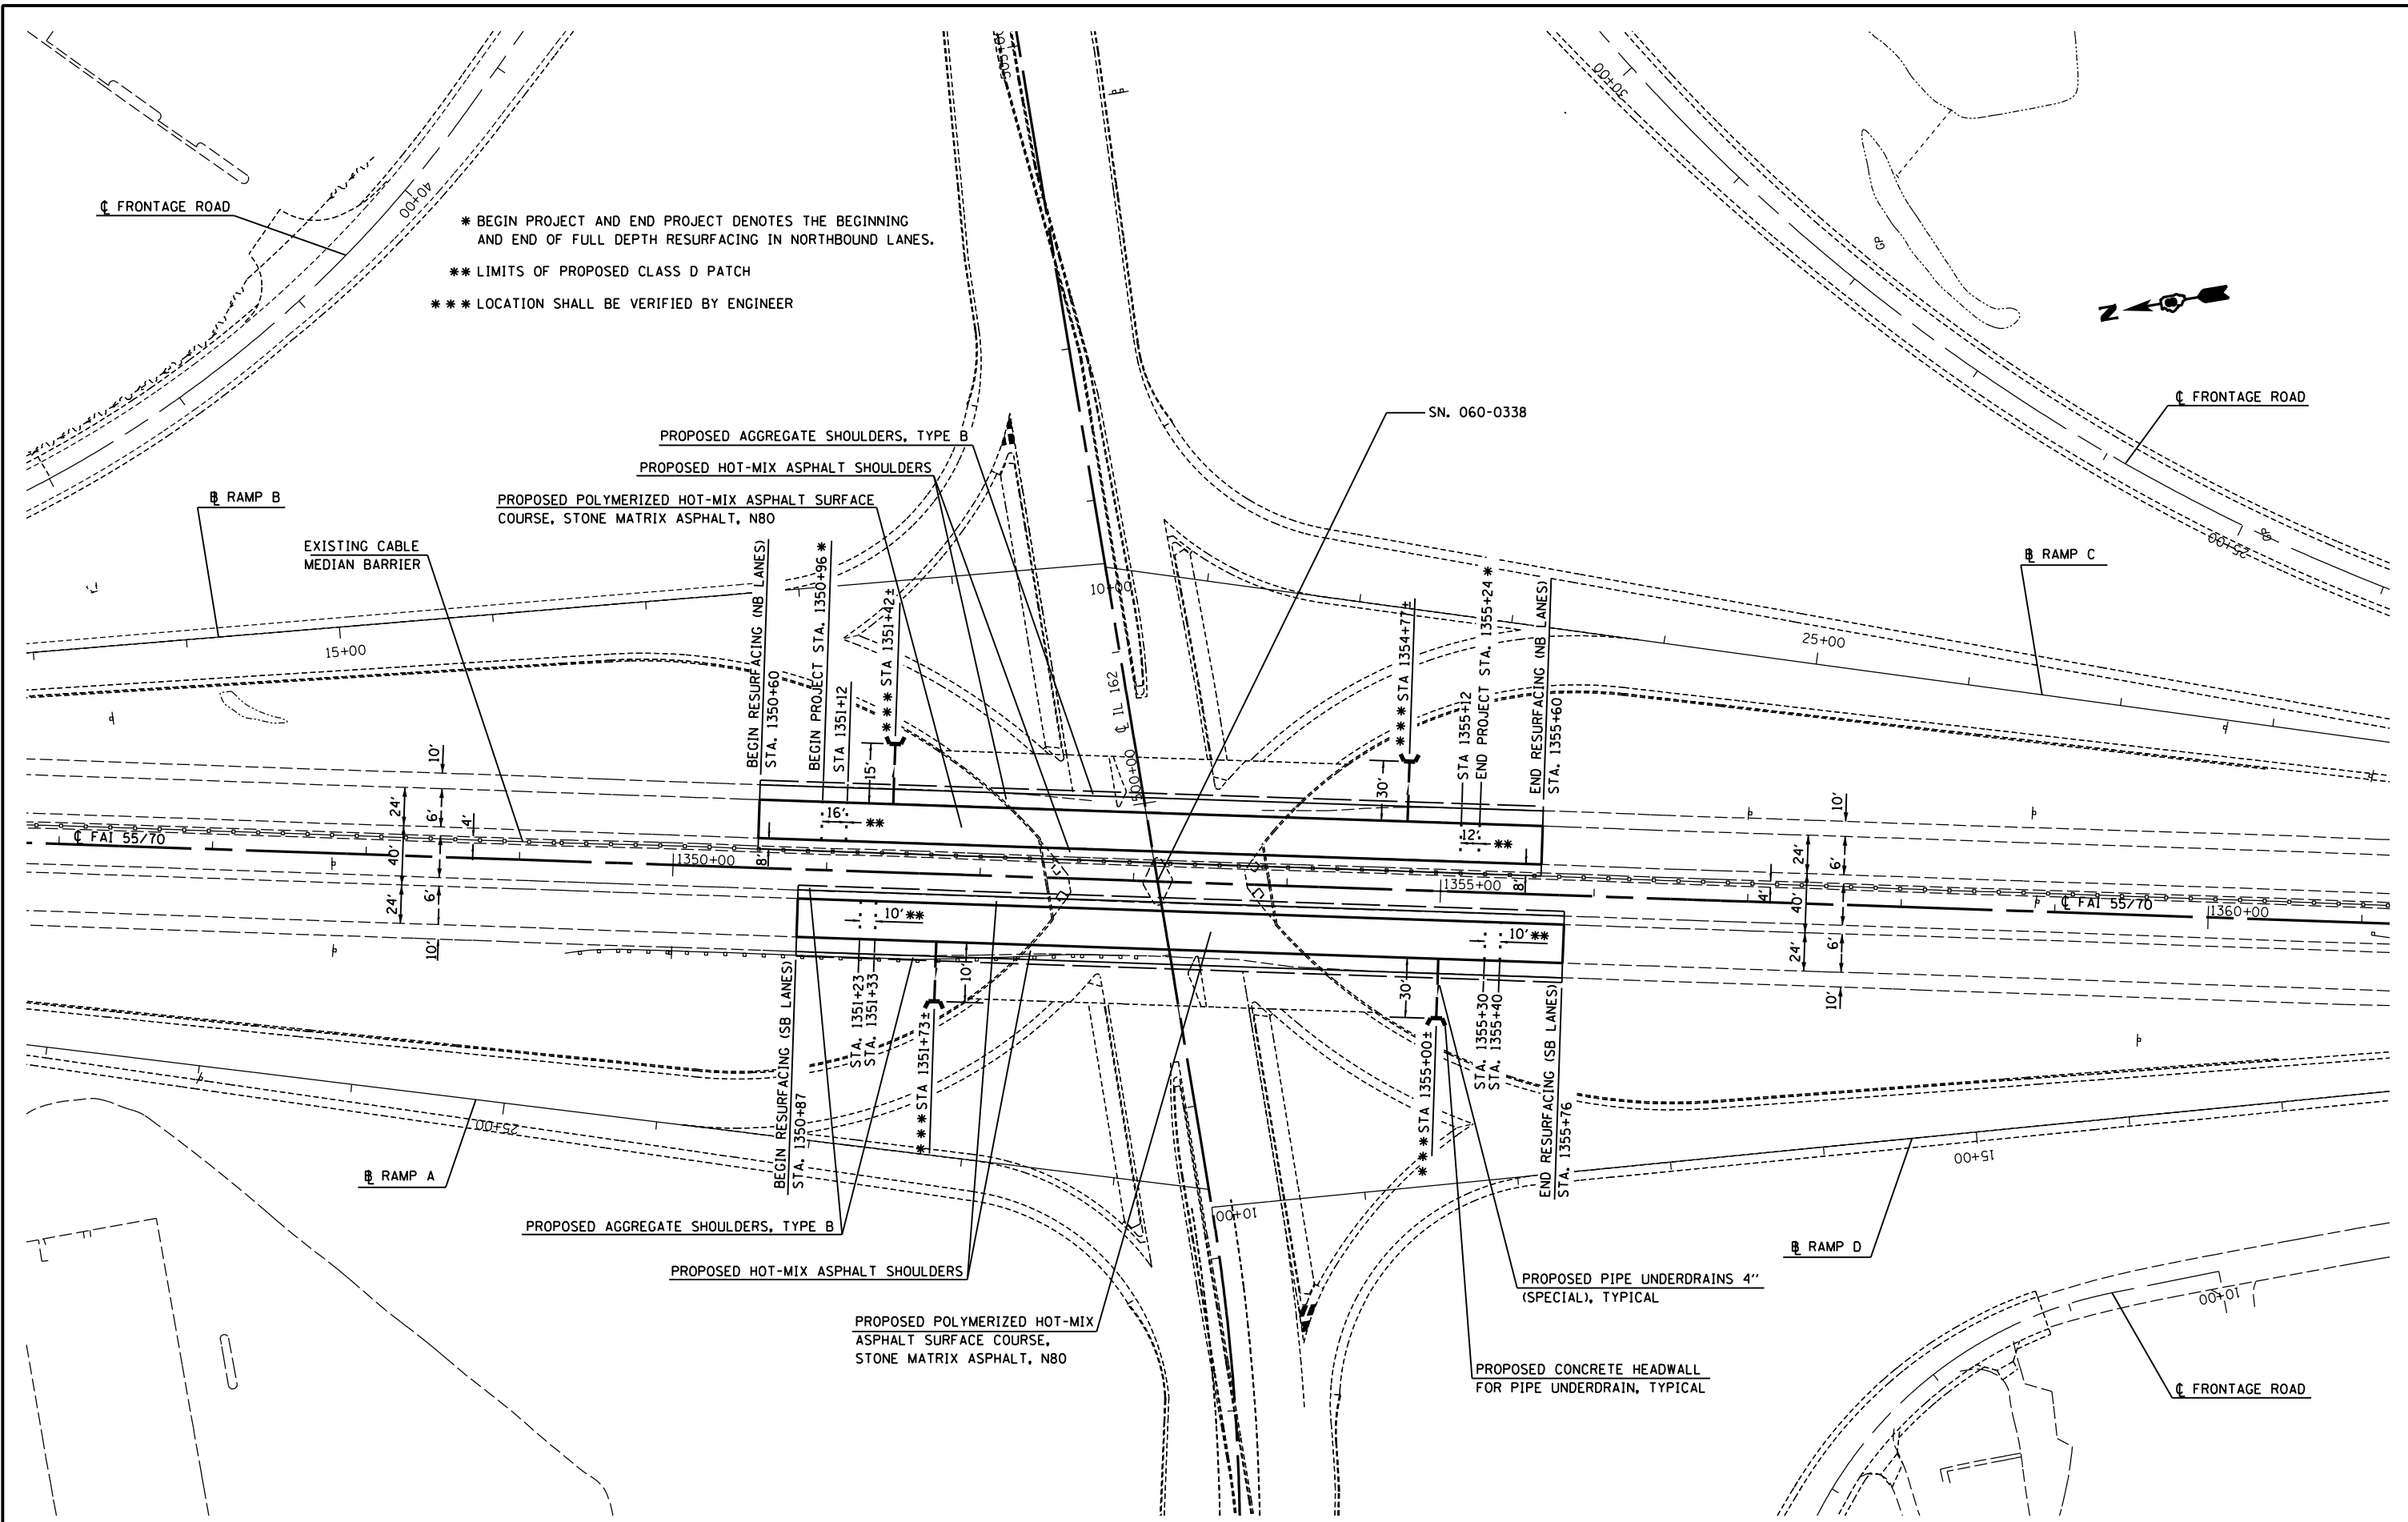 505+00
30+00
40+00
℄ FRONTAGE ROAD
* BEGIN PROJECT AND END PROJECT DENOTES THE BEGINNING
AND END OF FULL DEPTH RESURFACING IN NORTHBOUND LANES.
** LIMITS OF PROPOSED CLASS D PATCH
*** LOCATION SHALL BE VERIFIED BY ENGINEER
GP
N
℄ FRONTAGE ROAD
SN. 060-0338
PROPOSED AGGREGATE SHOULDERS, TYPE B
PROPOSED HOT-MIX ASPHALT SHOULDERS
PROPOSED POLYMERIZED HOT-MIX ASPHALT SURFACE
COURSE, STONE MATRIX ASPHALT, N80
BL RAMP B
EXISTING CABLE
MEDIAN BARRIER
25+00
BL RAMP C
10+00
15+00
25+00
BEGIN RESURFACING (NB LANES)
STA. 1350+60
BEGIN PROJECT STA. 1350+96 *
STA 1351+12
*** STA 1351+42±
℄ IL 162
500+00
*** STA 1354+77±
STA 1355+12
END PROJECT STA. 1355+24 *
END RESURFACING (NB LANES)
STA. 1355+60
10'
24'
6'
4'
40'
24'
6'
10'
℄ FAI 55/70
15'
16'
**
8'
1350+00
30'
12'
**
8'
1355+00
10'
24'
6'
4'
40'
24'
6'
10'
℄ FAI 55/70
1360+00
10' **
10'
30'
10' **
BEGIN RESURFACING (SB LANES)
STA. 1350+87
STA. 1351+23
STA. 1351+33
*** STA 1351+73±
*** STA 1355+00±
STA. 1355+30
STA. 1355+40
END RESURFACING (SB LANES)
STA. 1355+76
25+00
BL RAMP A
10+00
15+00
BL RAMP D
PROPOSED AGGREGATE SHOULDERS, TYPE B
PROPOSED HOT-MIX ASPHALT SHOULDERS
PROPOSED POLYMERIZED HOT-MIX
ASPHALT SURFACE COURSE,
STONE MATRIX ASPHALT, N80
PROPOSED PIPE UNDERDRAINS 4''
(SPECIAL), TYPICAL
PROPOSED CONCRETE HEADWALL
FOR PIPE UNDERDRAIN, TYPICAL
10+00
℄ FRONTAGE ROAD